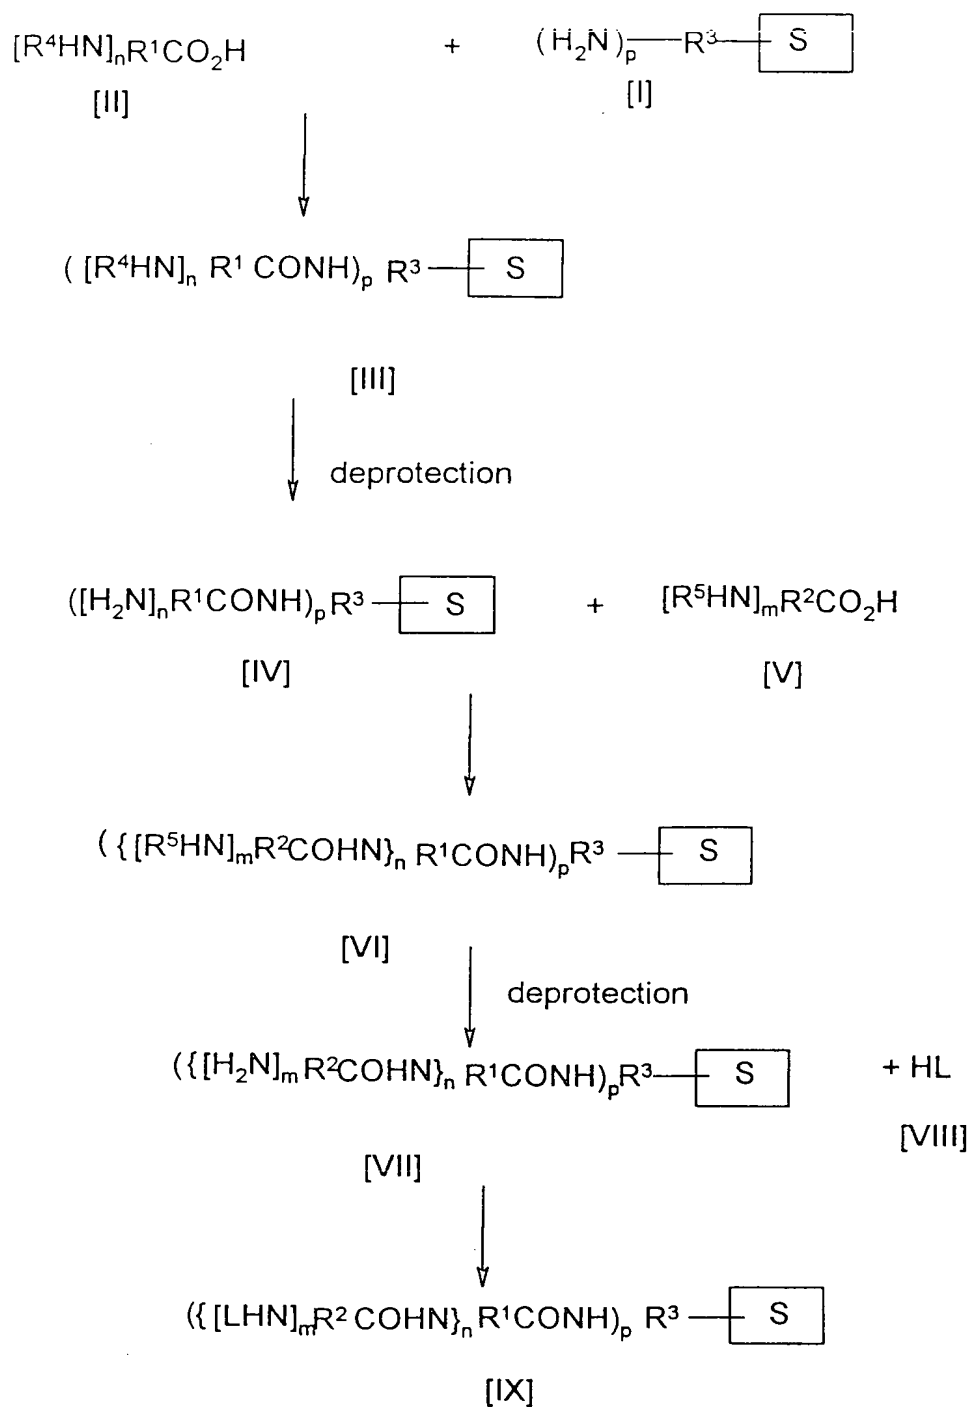 [R⁴HN]ₙR¹CO₂H + (H₂N)ₚ—R³—S
[II] [I]
([R⁴HN]ₙ R¹ CONH)ₚ R³—S
[III]
deprotection
([H₂N]ₙR¹CONH)ₚR³—S + [R⁵HN]ₘR²CO₂H
[IV] [V]
({[R⁵HN]ₘR²COHN}ₙ R¹CONH)ₚR³—S
[VI]
deprotection
({[H₂N]ₘR²COHN}ₙ R¹CONH)ₚR³—S + HL
[VIII]
[VII]
({[LHN]ₘR² COHN}ₙ R¹CONH)ₚ R³—S
[IX]